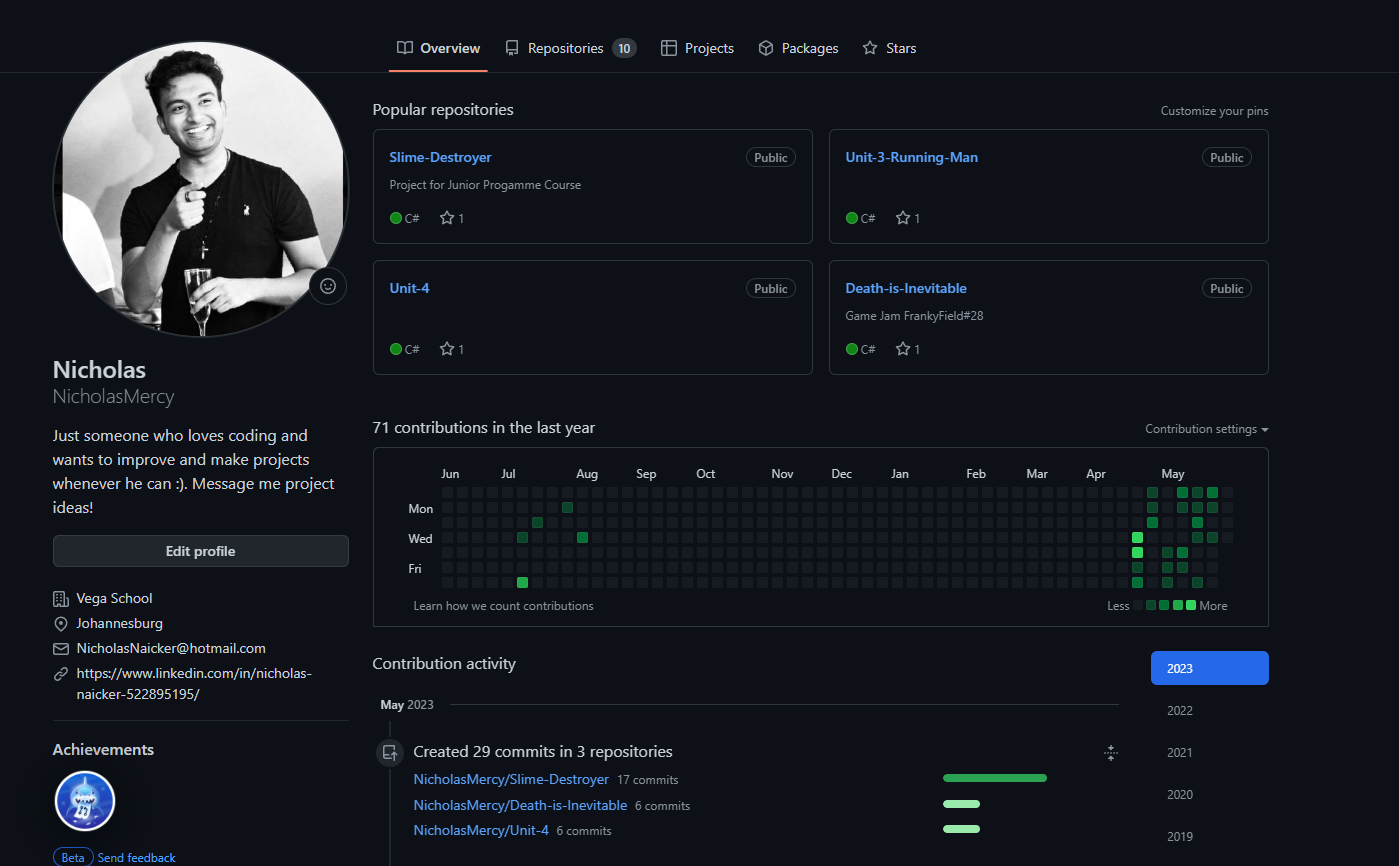 Overview
Repositories 10
Projects
Packages
Stars
Nicholas
NicholasMercy
Just someone who loves coding and
wants to improve and make projects
whenever he can :). Message me project
ideas!
Edit profile
Vega School
Johannesburg
NicholasNaicker@hotmail.com
https://www.linkedin.com/in/nicholas-
naicker-522895195/
Achievements
Beta Send feedback
Popular repositories
Customize your pins
Slime-Destroyer Public
Project for Junior Progamme Course
C# 1
Unit-3-Running-Man Public
C# 1
Unit-4 Public
C# 1
Death-is-Inevitable Public
Game Jam FrankyField#28
C# 1
71 contributions in the last year
Contribution settings
Jun Jul Aug Sep Oct Nov Dec Jan Feb Mar Apr May
Mon
Wed
Fri
Learn how we count contributions
Less More
Contribution activity
2023
2022
2021
2020
2019
May 2023
Created 29 commits in 3 repositories
NicholasMercy/Slime-Destroyer 17 commits
NicholasMercy/Death-is-Inevitable 6 commits
NicholasMercy/Unit-4 6 commits